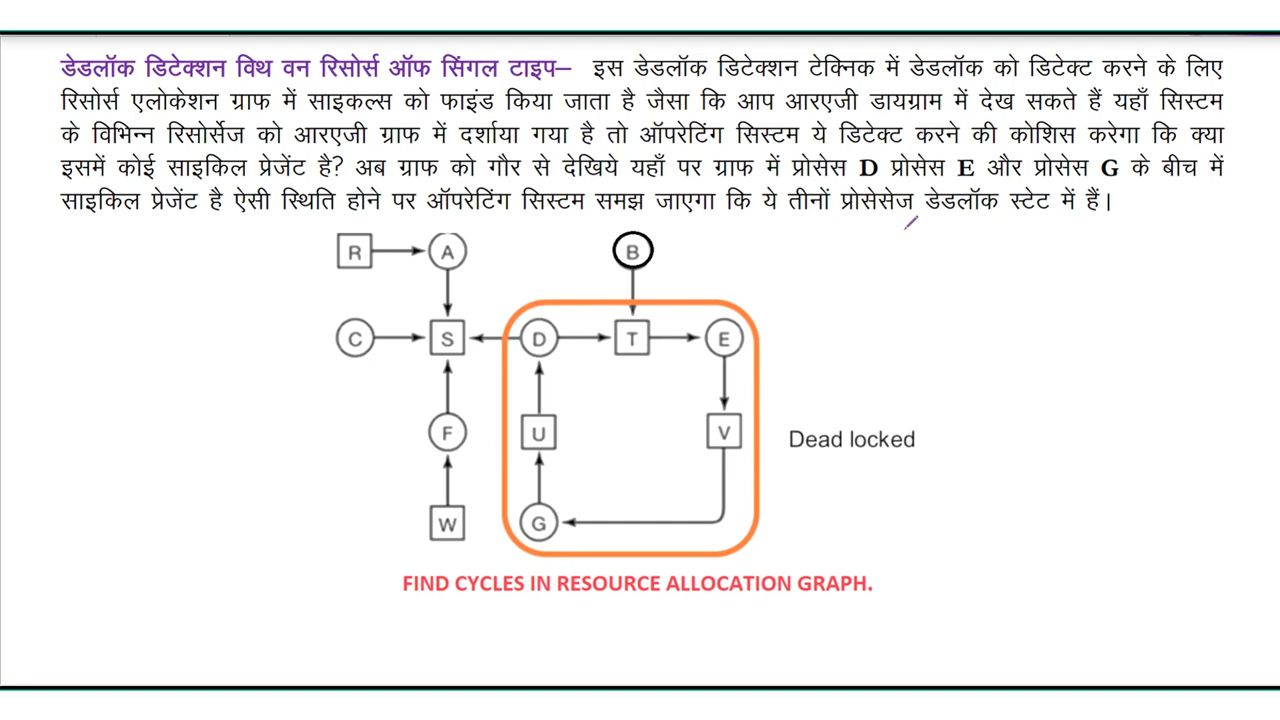 डेडलॉक डिटेक्शन विथ वन रिसोर्स ऑफ सिंगल टाइप– इस डेडलॉक डिटेक्शन टेक्निक में डेडलॉक को डिटेक्ट करने के लिए
रिसोर्स एलोकेशन ग्राफ में साइकल्स को फाइंड किया जाता है जैसा कि आप आरएजी डायग्राम में देख सकते हैं यहाँ सिस्टम
के विभिन्न रिसोर्सेज को आरएजी ग्राफ में दर्शाया गया है तो ऑपरेटिंग सिस्टम ये डिटेक्ट करने की कोशिस करेगा कि क्या
इसमें कोई साइकिल प्रेजेंट है? अब ग्राफ को गौर से देखिये यहाँ पर ग्राफ में प्रोसेस D प्रोसेस E और प्रोसेस G के बीच में
साइकिल प्रेजेंट है ऐसी स्थिति होने पर ऑपरेटिंग सिस्टम समझ जाएगा कि ये तीनों प्रोसेसेज डेडलॉक स्टेट में हैं।
R A B
C S D T E
F U V Dead locked
W G
FIND CYCLES IN RESOURCE ALLOCATION GRAPH.